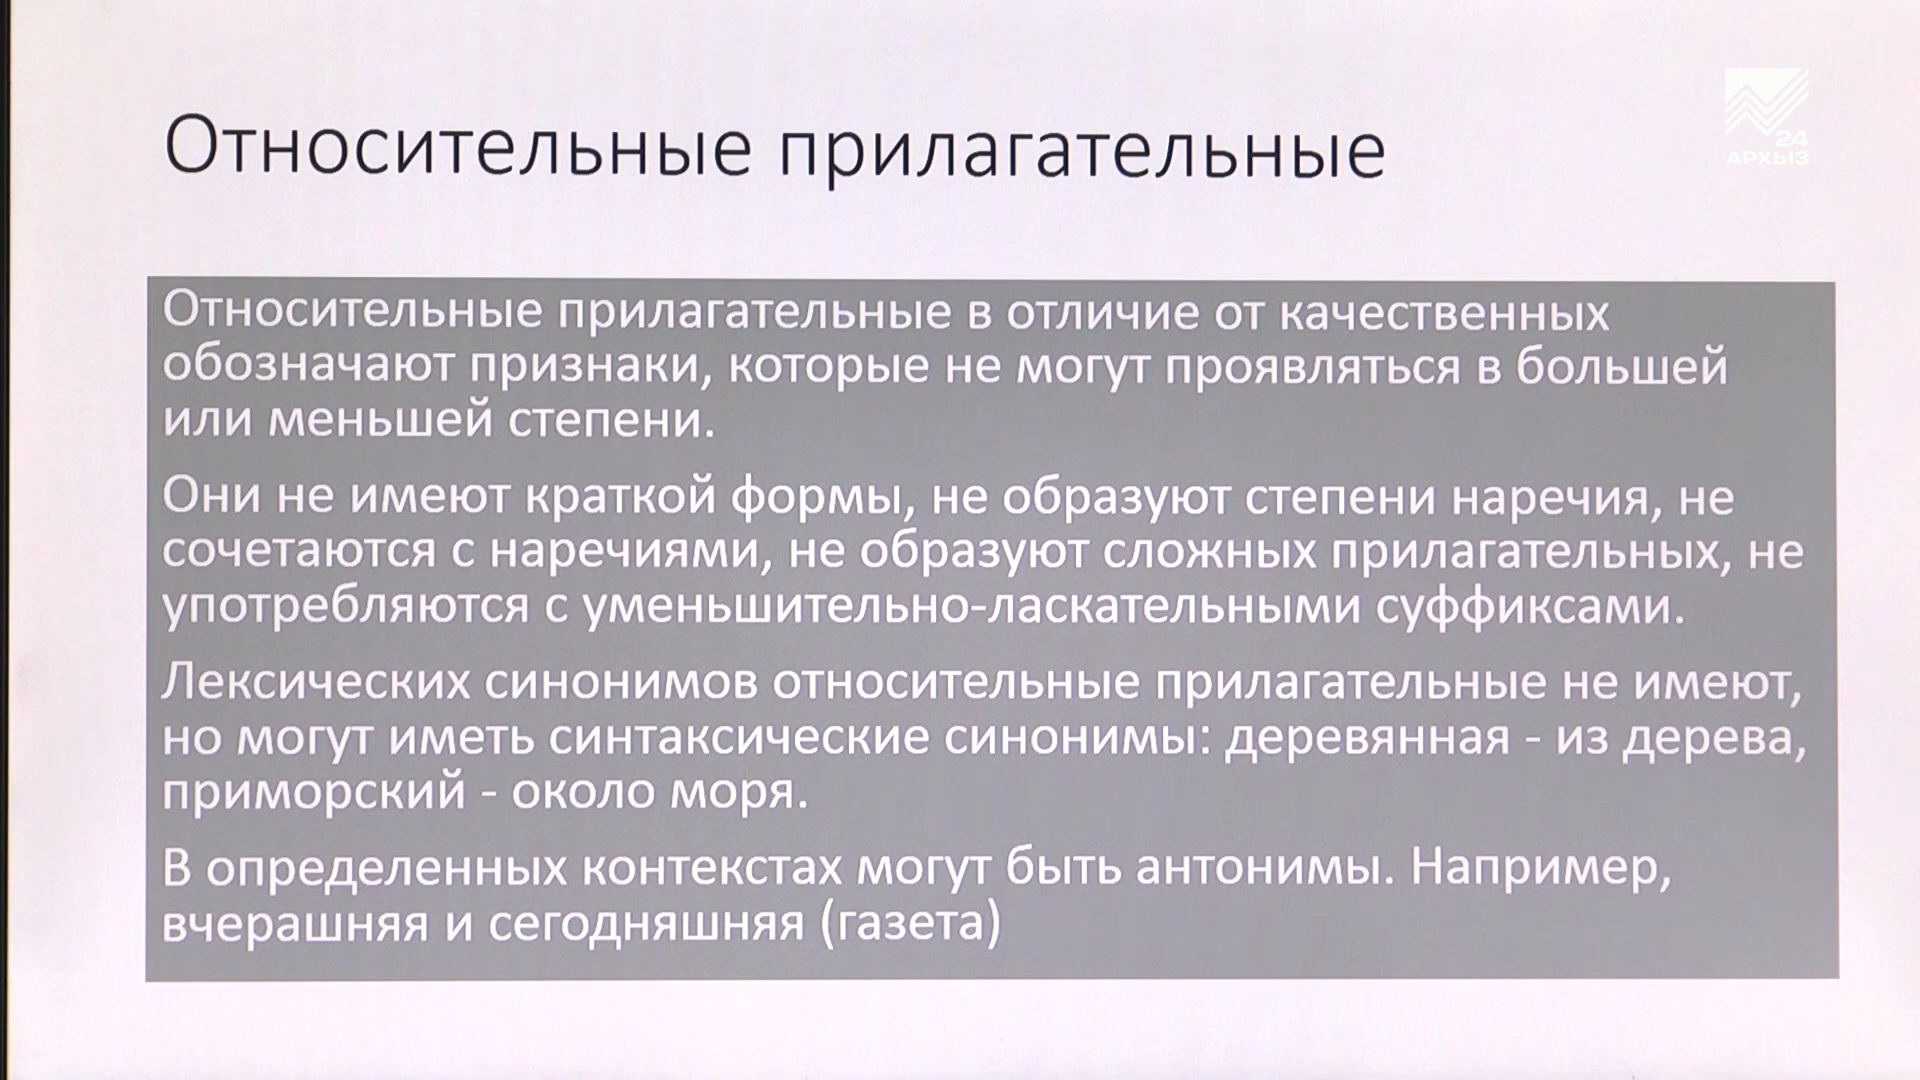 Относительные прилагательные
24
АРХЫЗ
Относительные прилагательные в отличие от качественных
обозначают признаки, которые не могут проявляться в большей
или меньшей степени.
Они не имеют краткой формы, не образуют степени наречия, не
сочетаются с наречиями, не образуют сложных прилагательных, не
употребляются с уменьшительно-ласкательными суффиксами.
Лексических синонимов относительные прилагательные не имеют,
но могут иметь синтаксические синонимы: деревянная - из дерева,
приморский - около моря.
В определенных контекстах могут быть антонимы. Например,
вчерашняя и сегодняшняя (газета)